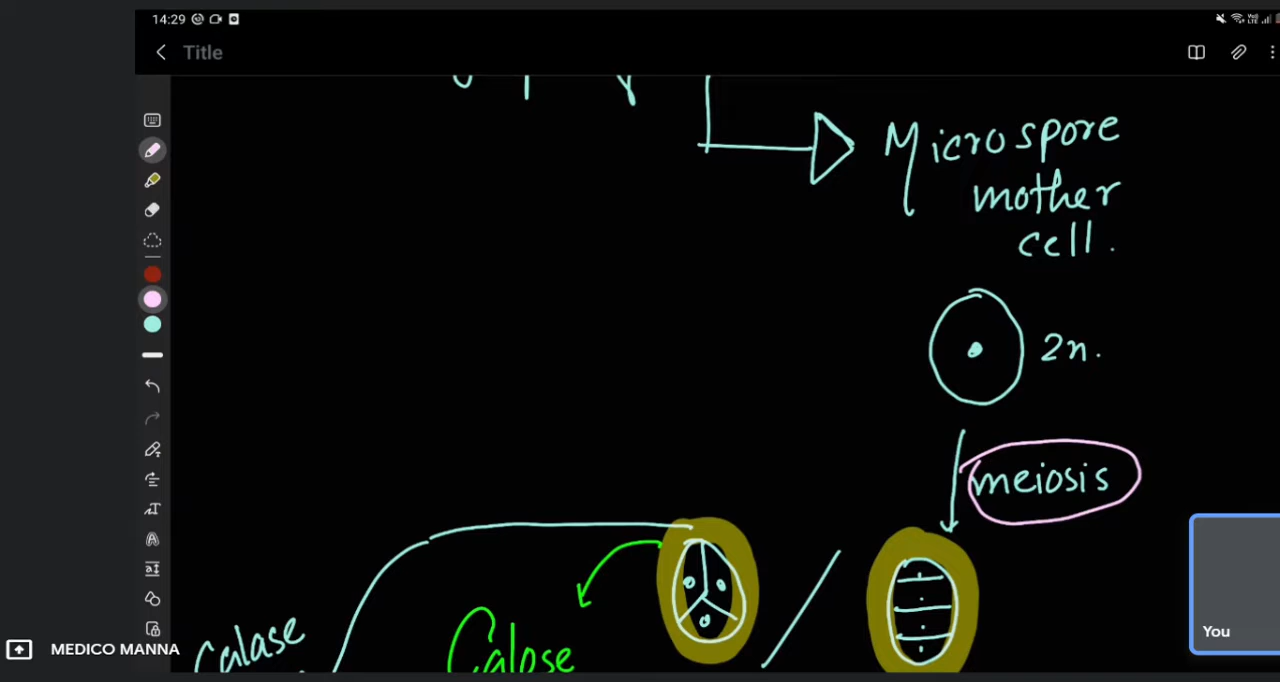 14:29
Title
Microspore
mother
cell.
2n.
meiosis
Calase
Calose
You
MEDICO MANNA